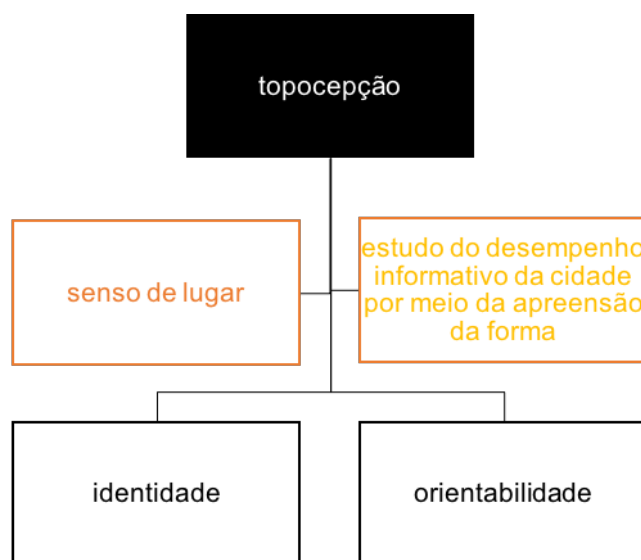 topocepção
senso de lugar
estudo do desempenho
informativo da cidade
por meio da apreensão
da forma
identidade
orientabilidade